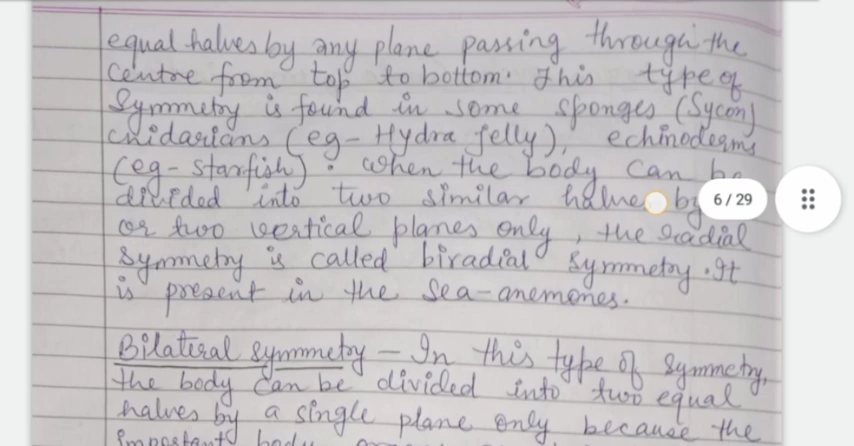 equal halves by any plane passing through the
centre from top to bottom. This type of
Symmetry is found in some sponges (Sycon)
cnidarians (eg- Hydra jelly), echinoderms
(eg- starfish). When the body can be
divided into two similar halves by
6 / 29
or two vertical planes only, the radial
symmetry is called biradial symmetry. It
is present in the Sea-anemones.
Bilateral symmetry - In this type of symmetry,
the body can be divided into two equal
halves by a single plane only because the
important body